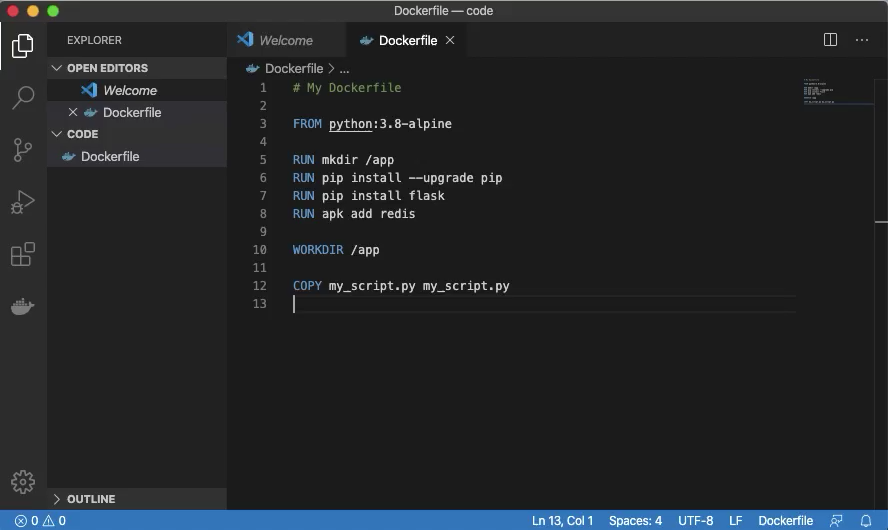 Dockerfile — code
EXPLORER
OPEN EDITORS
Welcome
Dockerfile
CODE
Dockerfile
OUTLINE
Welcome
Dockerfile
Dockerfile > ...
1 # My Dockerfile
2
3 FROM python:3.8-alpine
4
5 RUN mkdir /app
6 RUN pip install --upgrade pip
7 RUN pip install flask
8 RUN apk add redis
9
10 WORKDIR /app
11
12 COPY my_script.py my_script.py
13
0 0
Ln 13, Col 1 Spaces: 4 UTF-8 LF Dockerfile